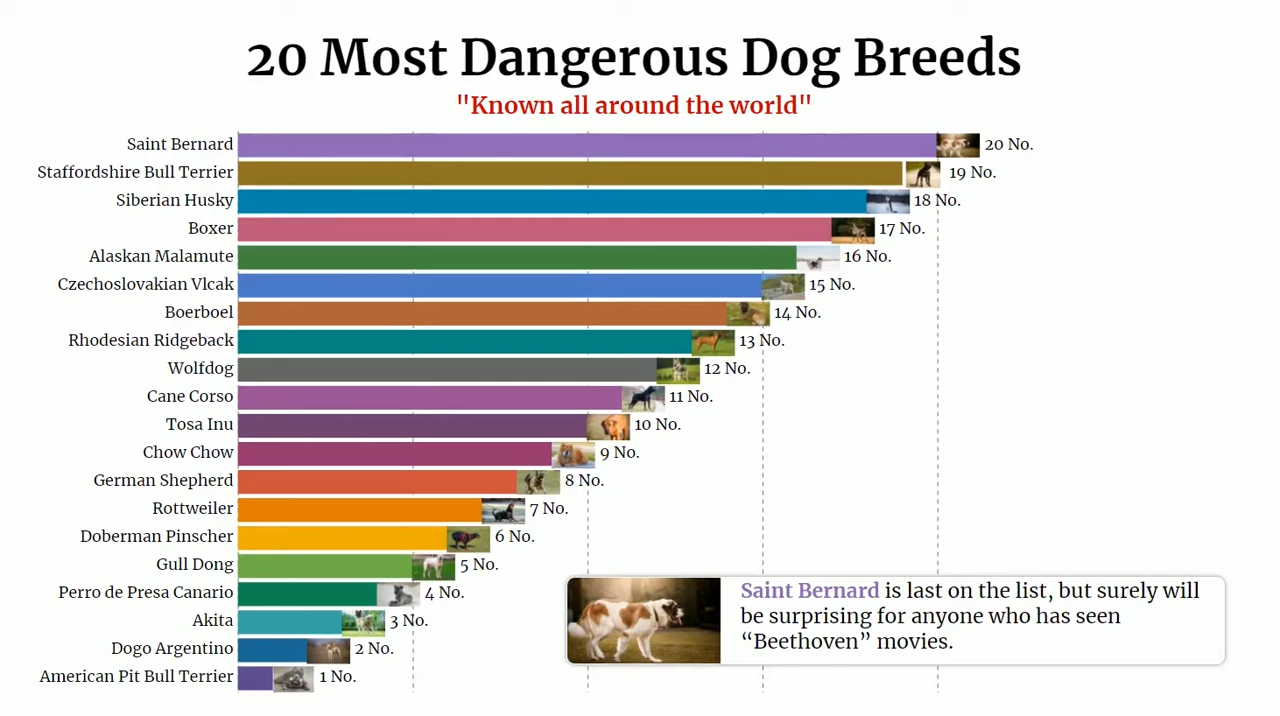 20 Most Dangerous Dog Breeds
"Known all around the world"
Saint Bernard 20 No.
Staffordshire Bull Terrier 19 No.
Siberian Husky 18 No.
Boxer 17 No.
Alaskan Malamute 16 No.
Czechoslovakian Vlcak 15 No.
Boerboel 14 No.
Rhodesian Ridgeback 13 No.
Wolfdog 12 No.
Cane Corso 11 No.
Tosa Inu 10 No.
Chow Chow 9 No.
German Shepherd 8 No.
Rottweiler 7 No.
Doberman Pinscher 6 No.
Gull Dong 5 No.
Perro de Presa Canario 4 No.
Akita 3 No.
Dogo Argentino 2 No.
American Pit Bull Terrier 1 No.
Saint Bernard is last on the list, but surely will
be surprising for anyone who has seen
“Beethoven” movies.